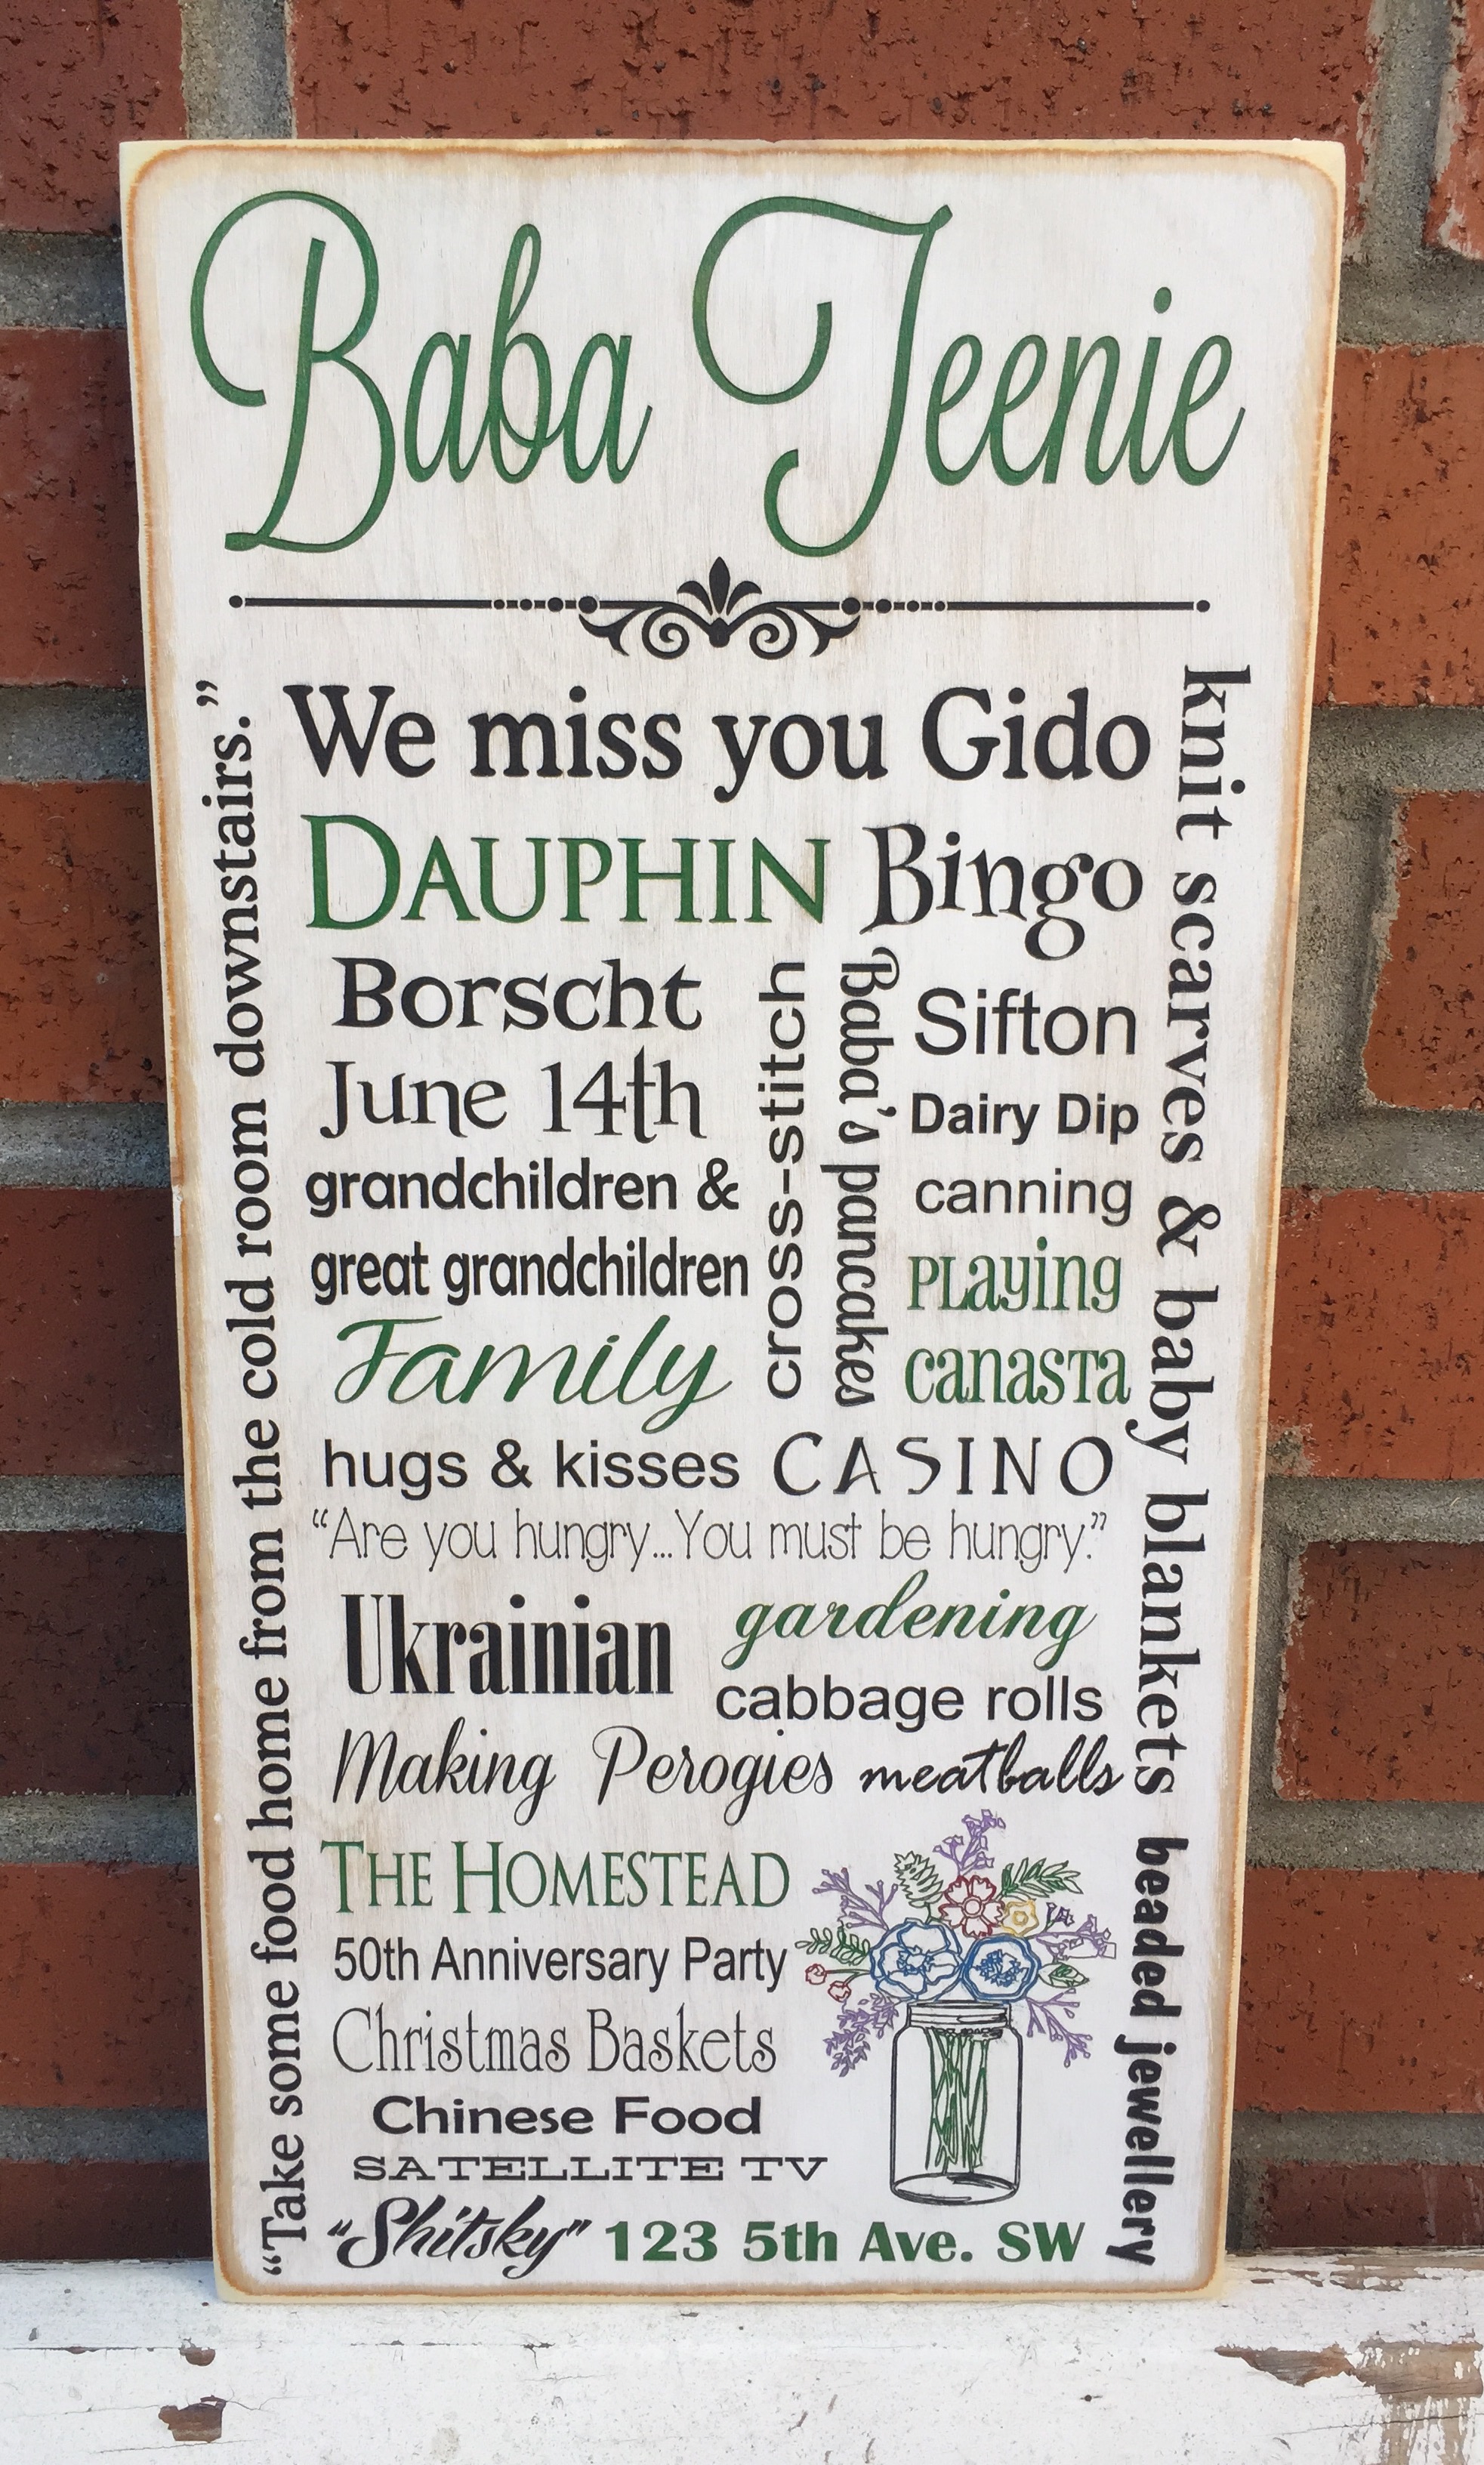 Baba Teenie
"Take some food home from the cold room downstairs."
We miss you Gido
DAUPHIN Bingo
Borscht
June 14th
grandchildren &
great grandchildren
Family
cross-stitch
Baba's pancakes
Sifton
Dairy Dip
canning
PLaying
canasTa
hugs & kisses CASINO
"Are you hungry...You must be hungry."
Ukrainian
gardening
cabbage rolls
Making Perogies meatballs
THE HOMESTEAD
50th Anniversary Party
Christmas Baskets
Chinese Food
SATELLITE TV
"Shitsky" 123 5th Ave. SW
knit scarves & baby blankets beaded jewellery